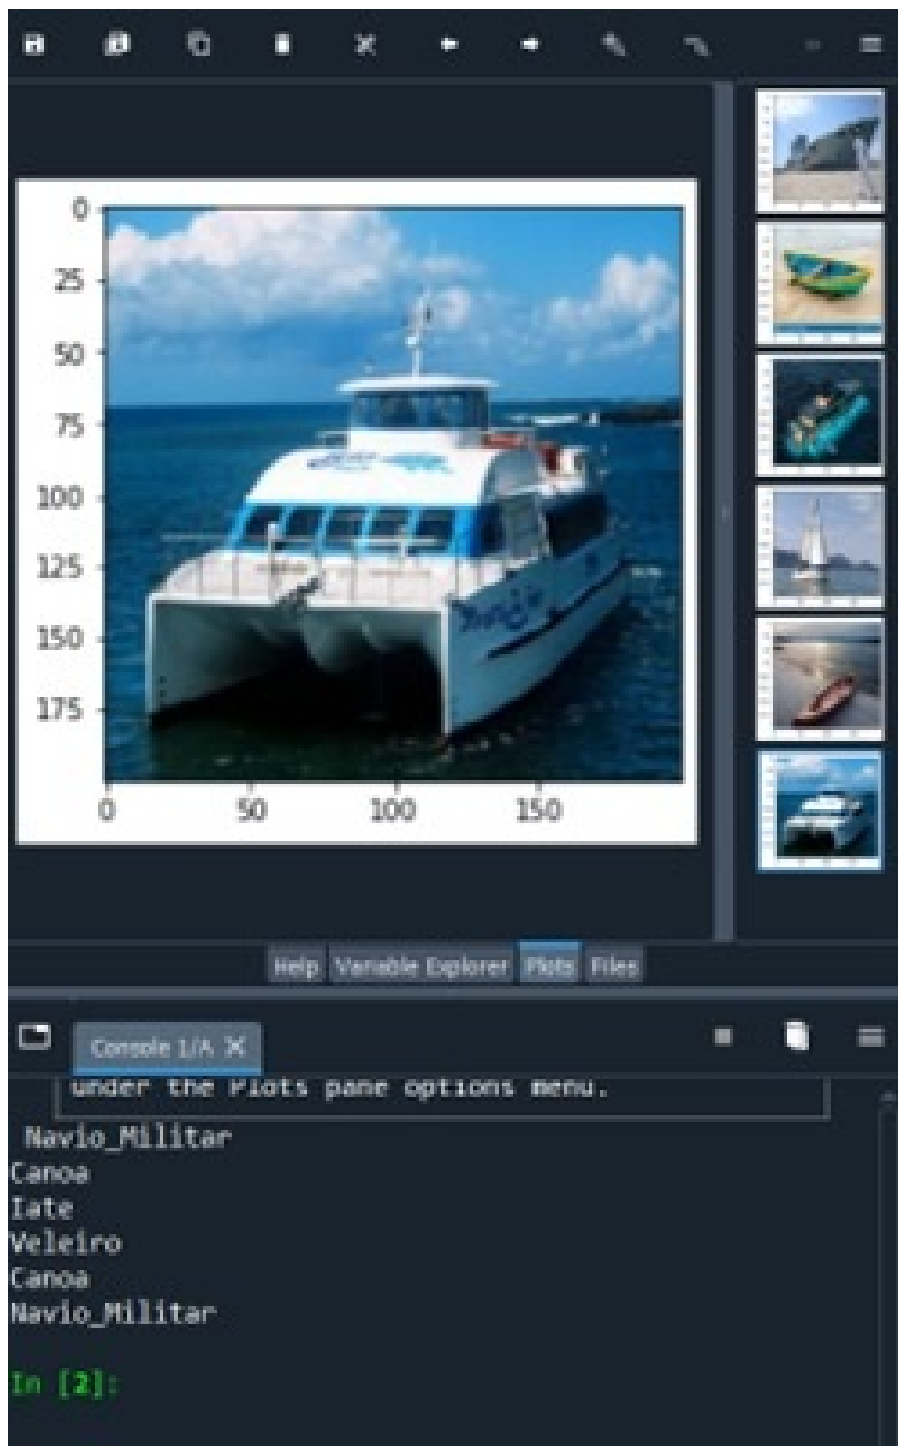 0
25
50
75
100
125
150
175
0 50 100 150
Help Variable Explorer Plots Files
Console 1/A X
under the Plots pane options menu.
Navio_Militar
Canoa
Iate
Veleiro
Canoa
Navio_Militar
In [2]: